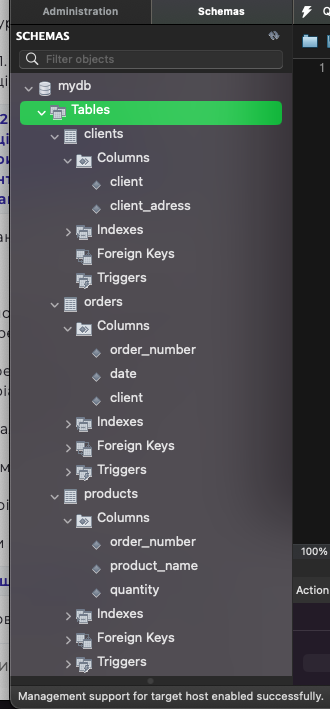 Administration
Schemas
SCHEMAS
Filter objects
1
mydb
Tables
clients
Columns
client
client_adress
Indexes
Foreign Keys
Triggers
orders
Columns
order_number
date
client
Indexes
Foreign Keys
Triggers
products
Columns
order_number
product_name
quantity
100%
Indexes
Action
Foreign Keys
Triggers
Management support for target host enabled successfully.